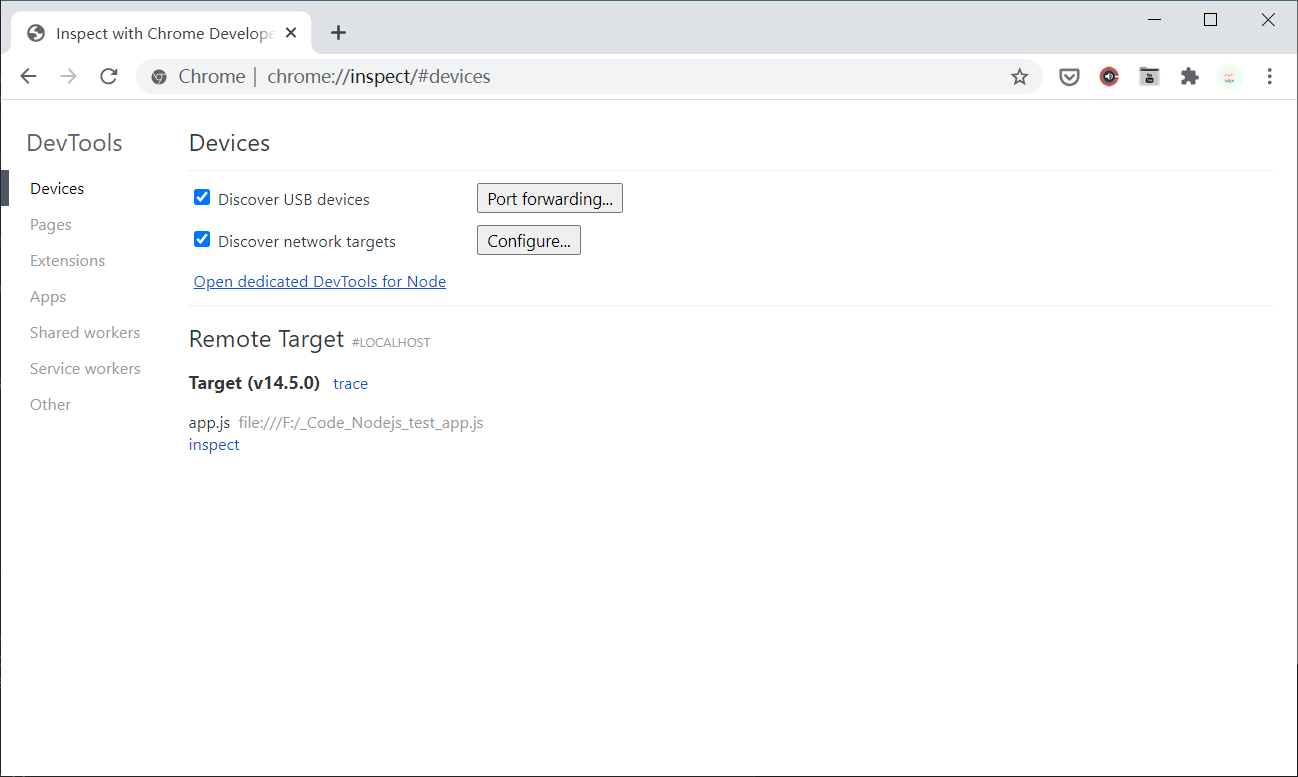 Inspect with Chrome Develope
Chrome | chrome://inspect/#devices
DevTools
Devices
Pages
Extensions
Apps
Shared workers
Service workers
Other
Devices
Discover USB devices Port forwarding...
Discover network targets Configure...
Open dedicated DevTools for Node
Remote Target #LOCALHOST
Target (v14.5.0) trace
app.js file:///F:/_Code_Nodejs_test_app.js
inspect